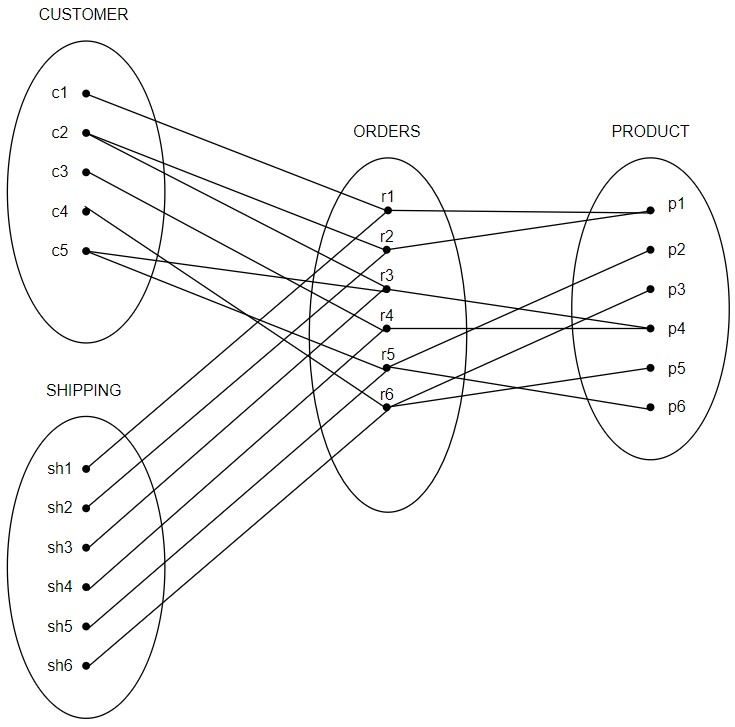 CUSTOMER
c1
c2
c3
c4
c5
SHIPPING
sh1
sh2
sh3
sh4
sh5
sh6
ORDERS
r1
r2
r3
r4
r5
r6
PRODUCT
p1
p2
p3
p4
p5
p6